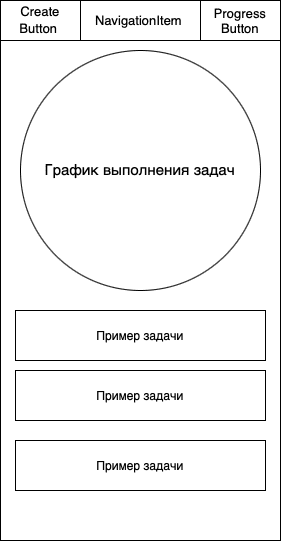 Create
Button
NavigationItem
Progress
Button
График выполнения задач
Пример задачи
Пример задачи
Пример задачи